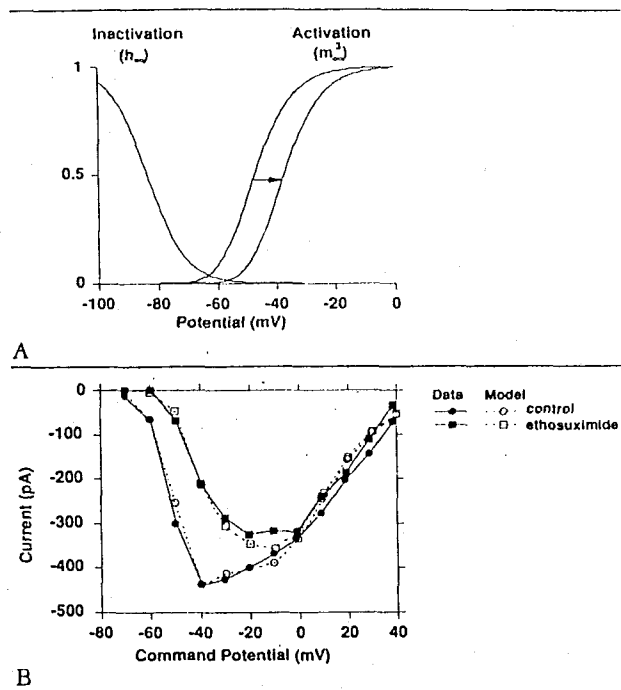 Inactivation Activation
(h∞) (m³∞)
1
0.5
0
-100 -80 -60 -40 -20 0
Potential (mV)
A
0
-100
-200
-300
-400
-500
Current (pA)
-80 -60 -40 -20 0 20 40
Command Potential (mV)
Data Model
control
ethosuximide
B